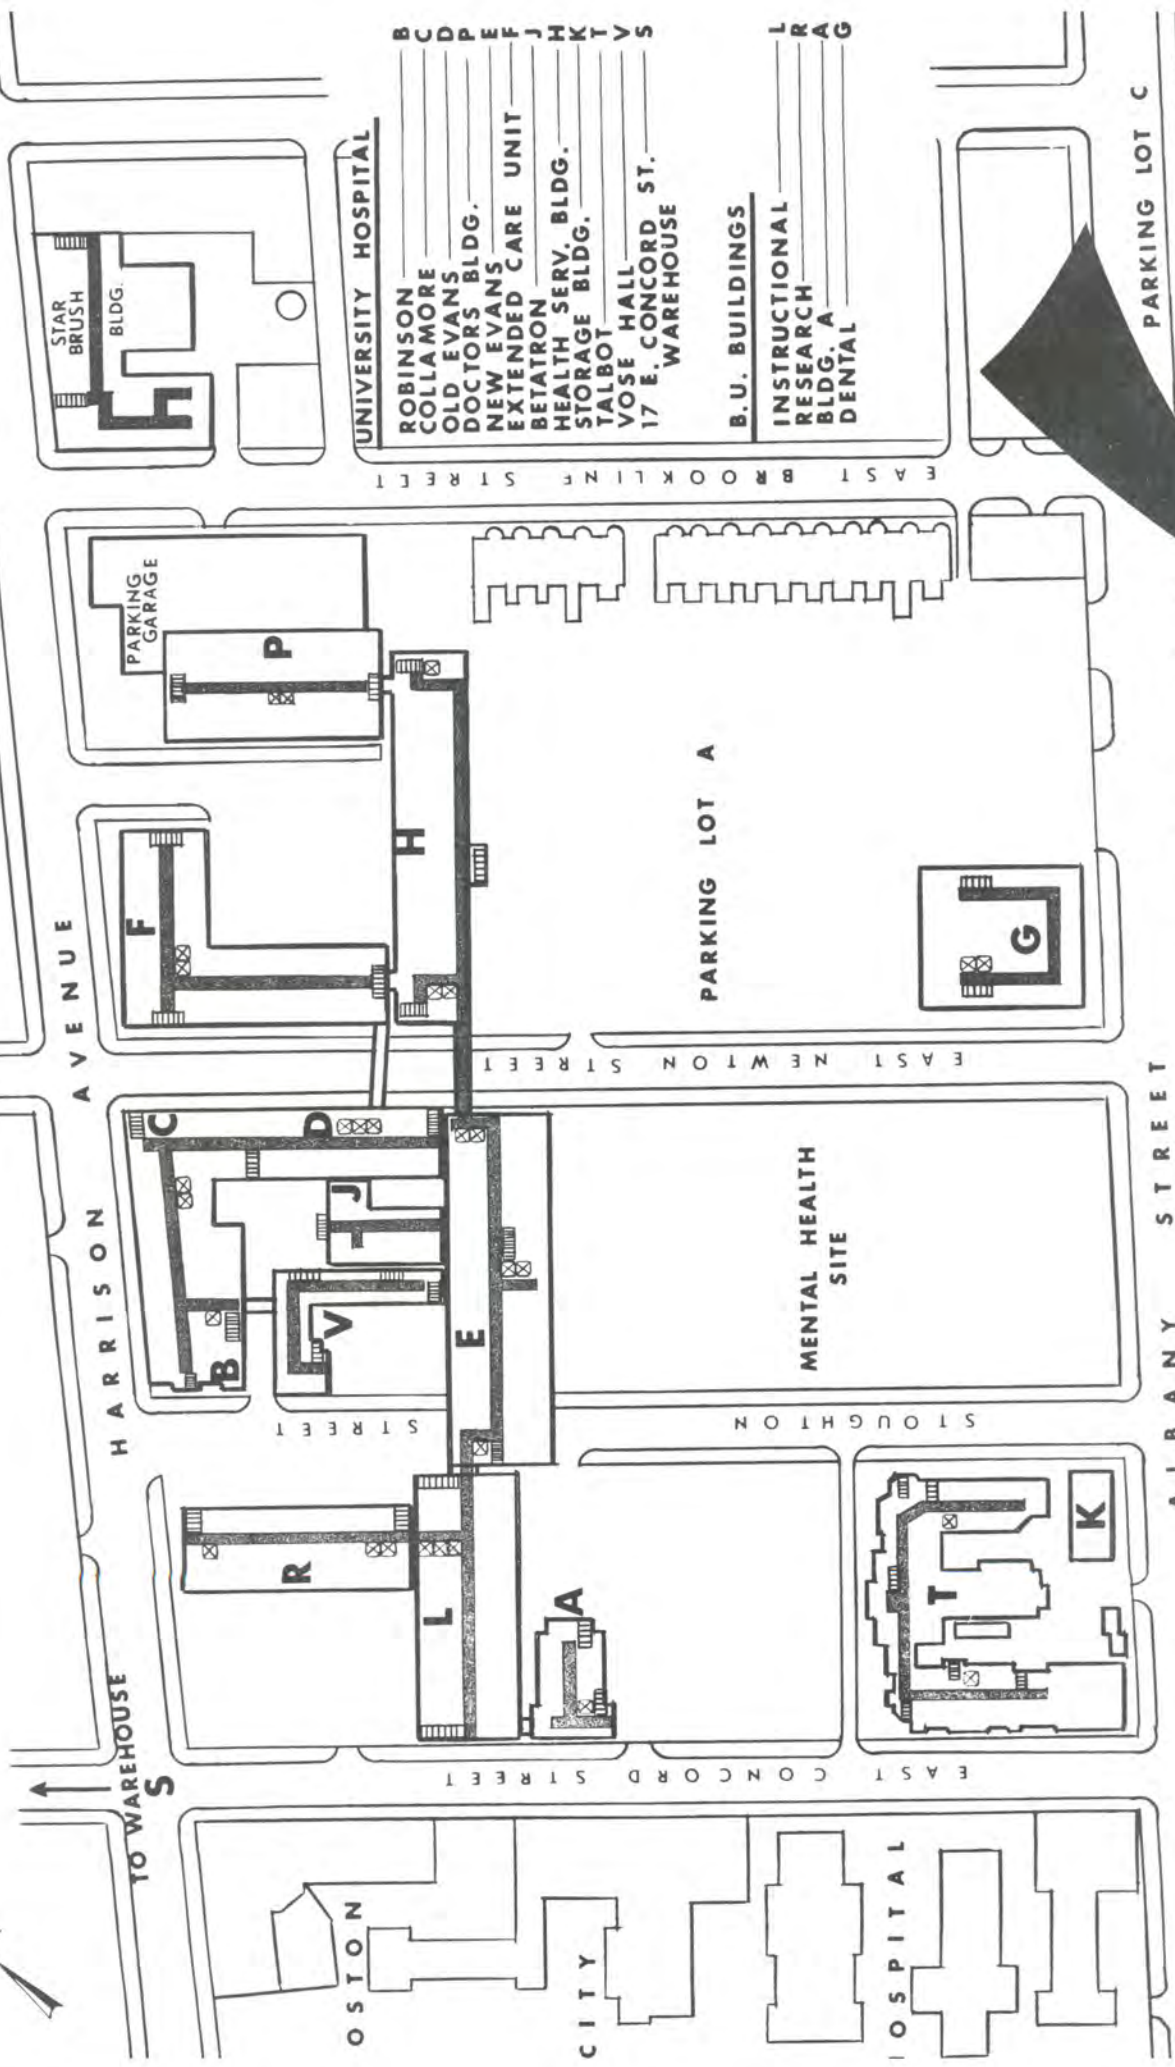 HARRISON AVENUE
TO WAREHOUSE
S
STAR
BRUSH
BLDG.
PARKING
GARAGE
P
F
H
C
D
B
J
V
E
R
L
A
G
T
K
STREET
STOUGHTON
EAST NEWTON STREET
EAST BROOKLINE STREET
EAST CONCORD STREET
PARKING LOT A
MENTAL HEALTH
SITE
OSTON
CITY
OSPITAL
STREET
PARKING LOT C
UNIVERSITY HOSPITAL
ROBINSON B
COLLAMORE C
OLD EVANS D
DOCTORS BLDG. P
NEW EVANS E
EXTENDED CARE UNIT F
BETATRON J
HEALTH SERV. BLDG. H
STORAGE BLDG. K
TALBOT T
VOSE HALL V
17 E. CONCORD ST. S
WAREHOUSE
B.U. BUILDINGS
INSTRUCTIONAL L
RESEARCH R
BLDG. A A
DENTAL G